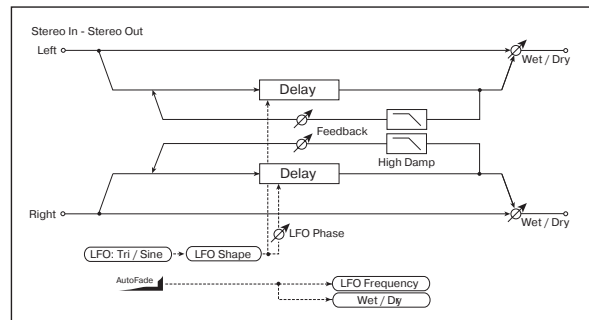 Stereo In - Stereo Out
Left
Wet / Dry
Delay
Feedback
High Damp
Delay
Right
Wet / Dry
LFO Phase
LFO: Tri / Sine
LFO Shape
AutoFade
LFO Frequency
Wet / Dry